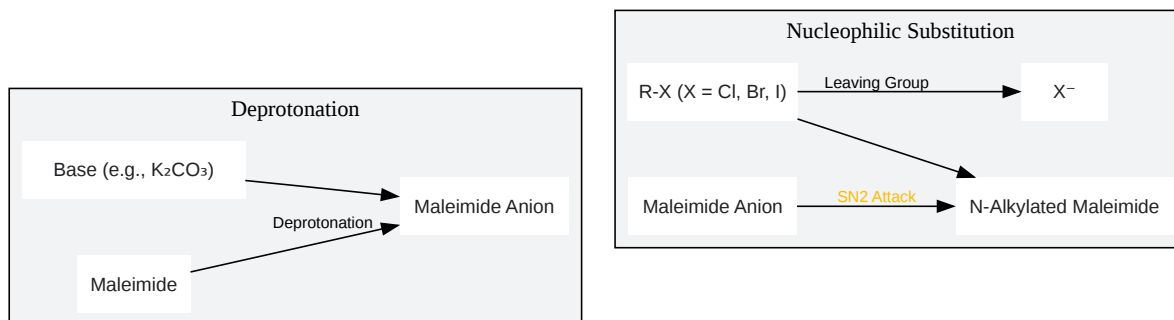 Deprotonation
Base (e.g., K₂CO₃)
Maleimide Anion
Deprotonation
Maleimide
Nucleophilic Substitution
R-X (X = Cl, Br, I)
Leaving Group
X⁻
Maleimide Anion
SN2 Attack
N-Alkylated Maleimide